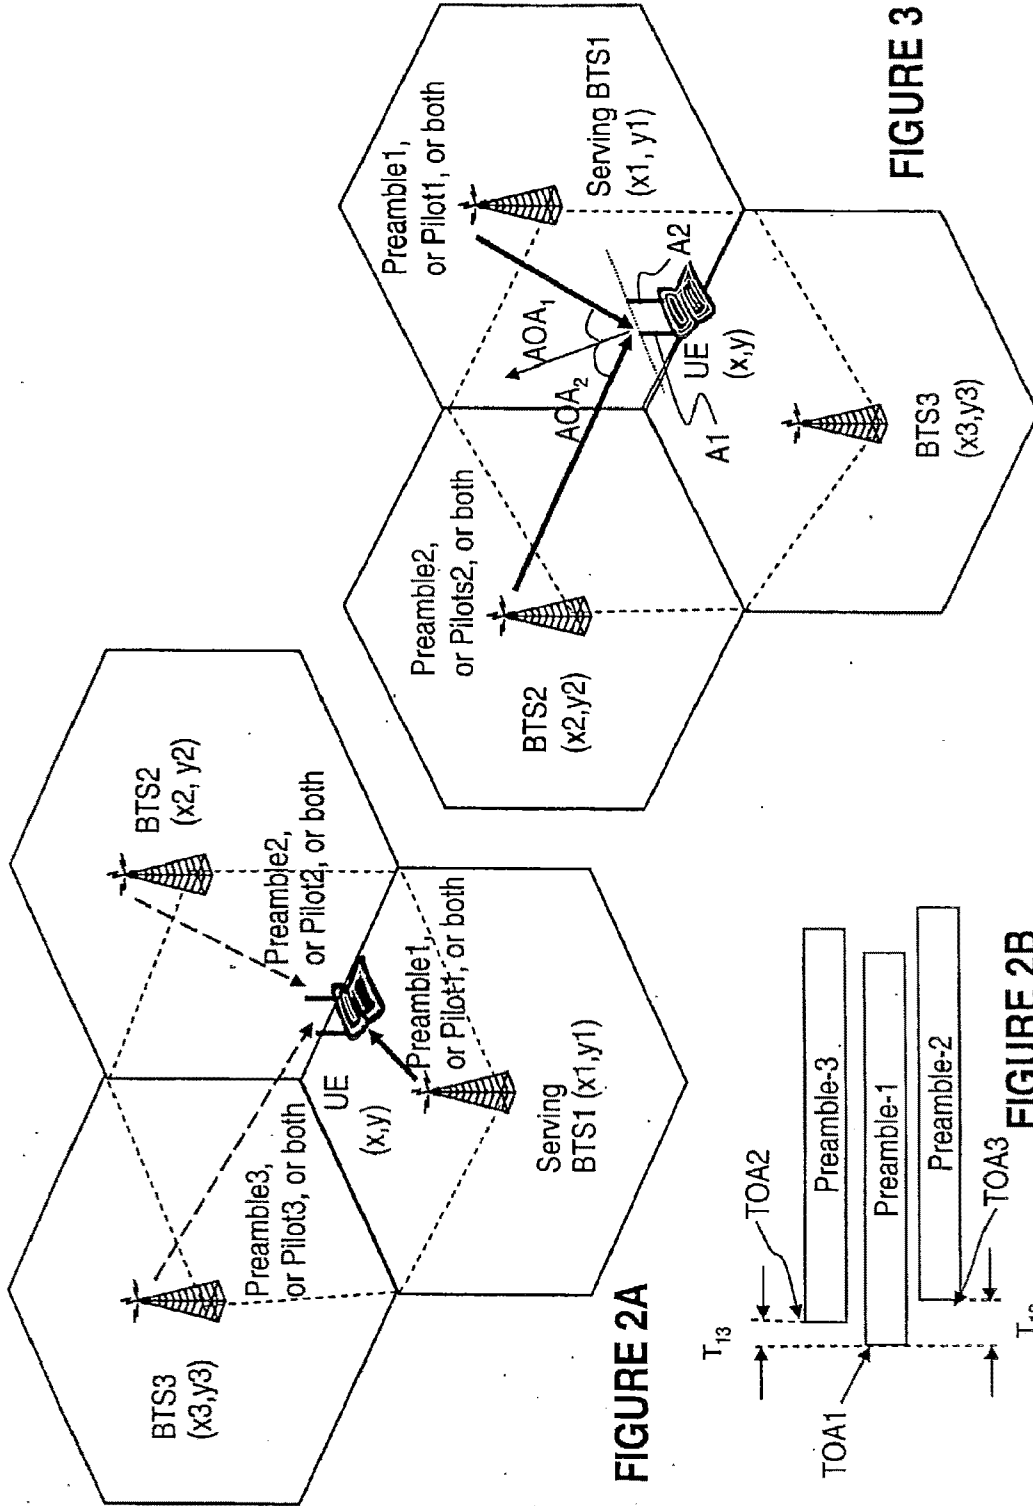 BTS3
(x3,y3)
BTS2
(x2, y2)
Preamble3,
or Pilot3, or both
Preamble2,
or Pilot2, or both
UE
(x,y)
Preamble1,
or Pilot1, or both
Serving
BTS1 (x1,y1)
FIGURE 2A
T13
TOA2
Preamble-3
Preamble-1
Preamble-2
TOA1
TOA3
FIGURE 2B
Preamble2,
or Pilots2, or both
BTS2
(x2,y2)
Preamble1,
or Pilot1, or both
Serving BTS1
(x1, y1)
AOA1
AOA2
A1
A2
UE
(x,y)
BTS3
(x3,y3)
FIGURE 3